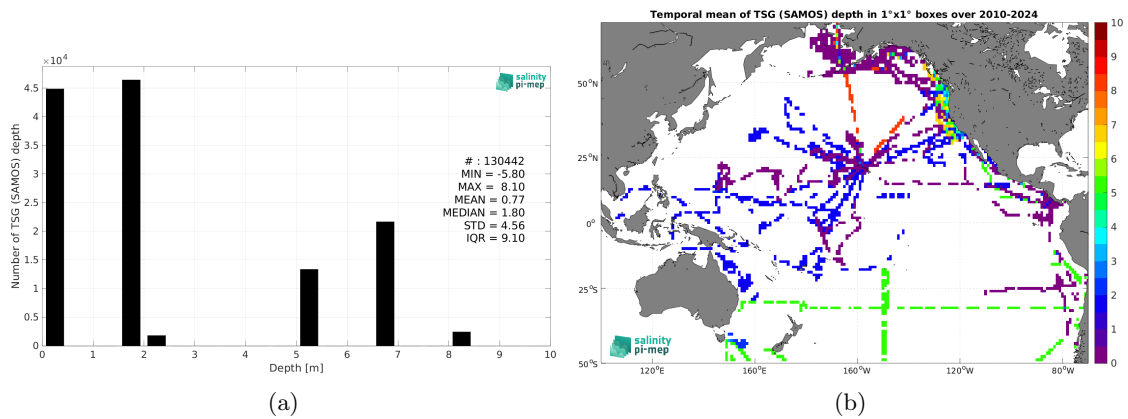 ×10⁴
4.5
4
3.5
3
2.5
2
1.5
1
0.5
0
Number of TSG (SAMOS) depth
0 1 2 3 4 5 6 7 8 9 10
Depth [m]
salinity
pi-mep
# : 130442
MIN = -5.80
MAX = 8.10
MEAN = 0.77
MEDIAN = 1.80
STD = 4.56
IQR = 9.10
(a)
Temporal mean of TSG (SAMOS) depth in 1°x1° boxes over 2010-2024
50°N
25°N
0°
25°S
50°S
120°E 160°E 160°W 120°W 80°W
salinity
pi-mep
10
9
8
7
6
5
4
3
2
1
0
(b)